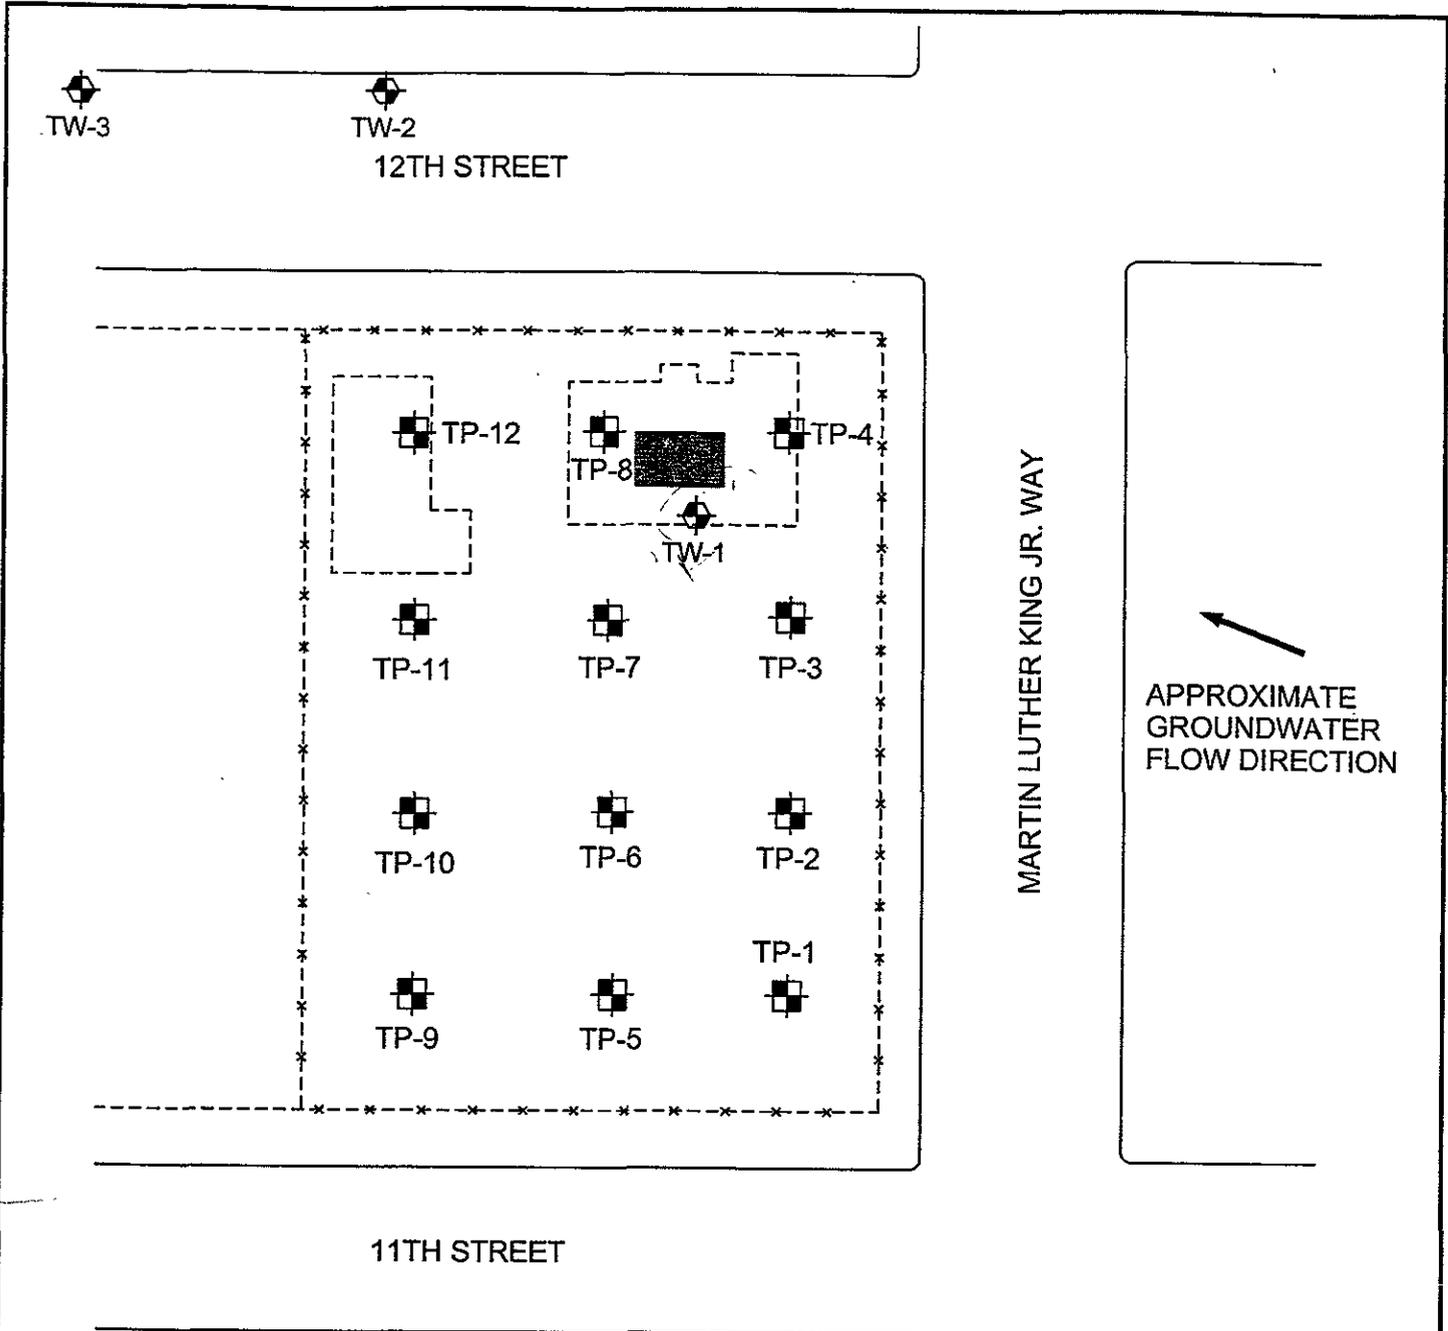 TW-3
TW-2
12TH STREET
TP-12
TP-8
TP-4
TW-1
TP-11
TP-7
TP-3
MARTIN LUTHER KING JR. WAY
APPROXIMATE
GROUNDWATER
FLOW DIRECTION
TP-10
TP-6
TP-2
TP-1
TP-9
TP-5
11TH STREET